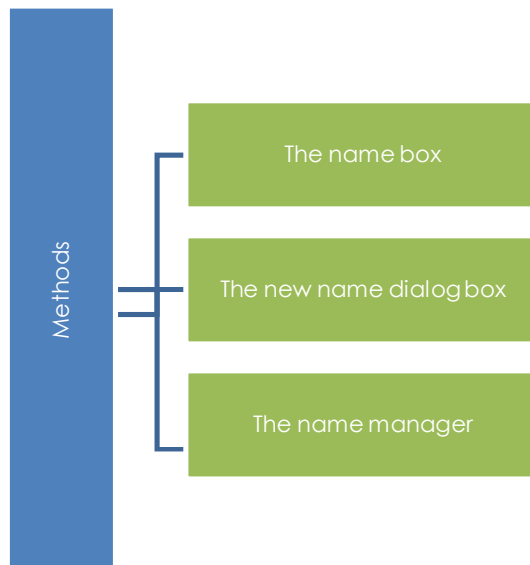 Methods
The name box
The new name dialog box
The name manager